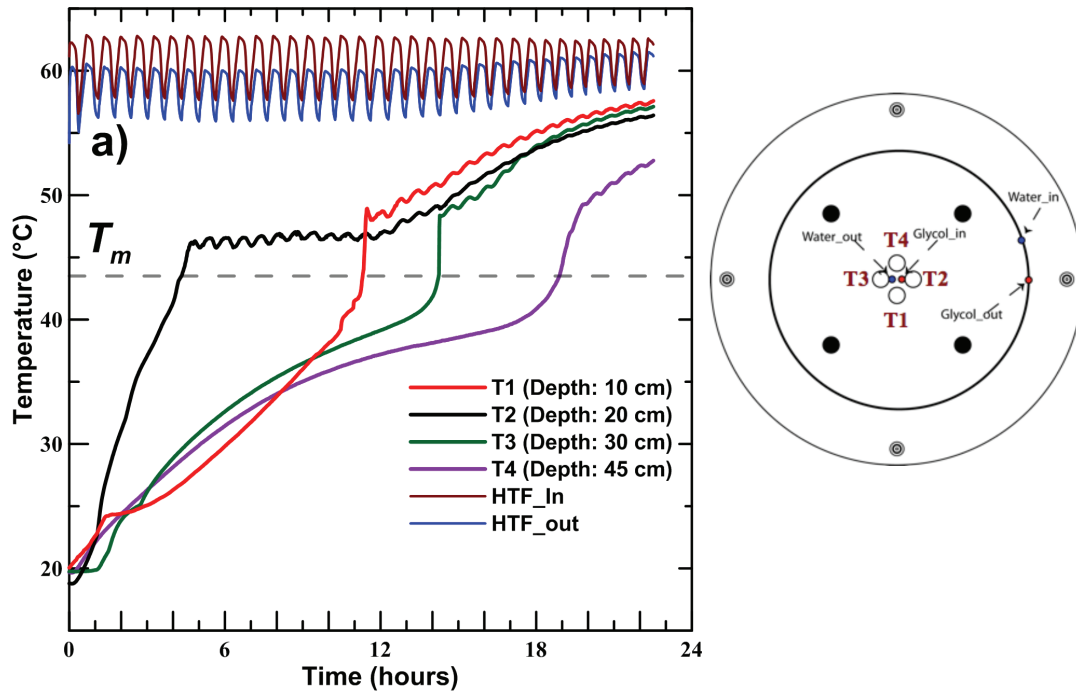 a)
T_m
60
50
40
30
20
0
6
12
18
24
Temperature (°C)
Time (hours)
T1 (Depth: 10 cm)
T2 (Depth: 20 cm)
T3 (Depth: 30 cm)
T4 (Depth: 45 cm)
HTF_In
HTF_out
Water_in
Water_out
T4
Glycol_in
T3
T2
T1
Glycol_out